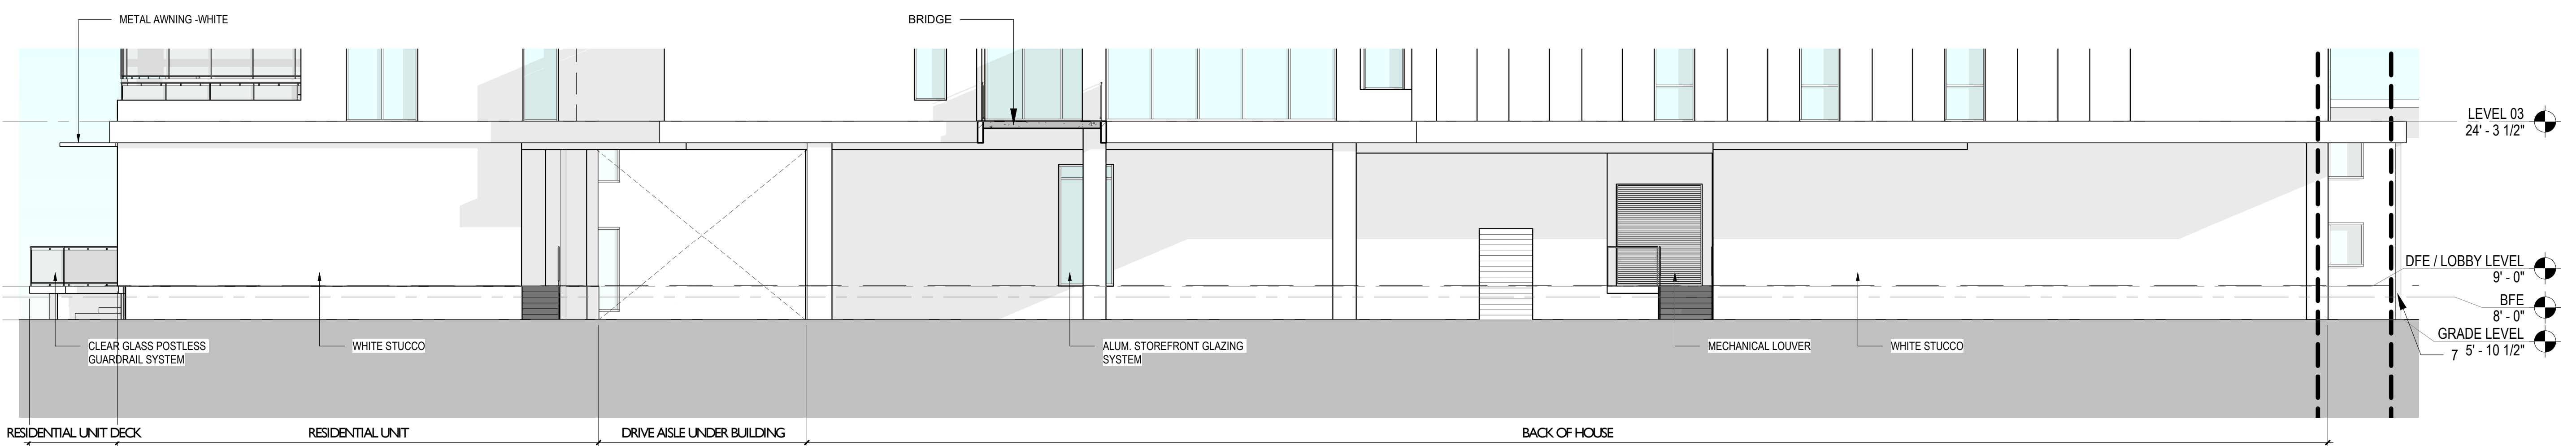 METAL AWNING -WHITE
BRIDGE
LEVEL 03
24' - 3 1/2"
DFE / LOBBY LEVEL
9' - 0"
BFE
8' - 0"
GRADE LEVEL
7 5' - 10 1/2"
CLEAR GLASS POSTLESS
GUARDRAIL SYSTEM
WHITE STUCCO
ALUM. STOREFRONT GLAZING
SYSTEM
MECHANICAL LOUVER
WHITE STUCCO
RESIDENTIAL UNIT DECK
RESIDENTIAL UNIT
DRIVE AISLE UNDER BUILDING
BACK OF HOUSE